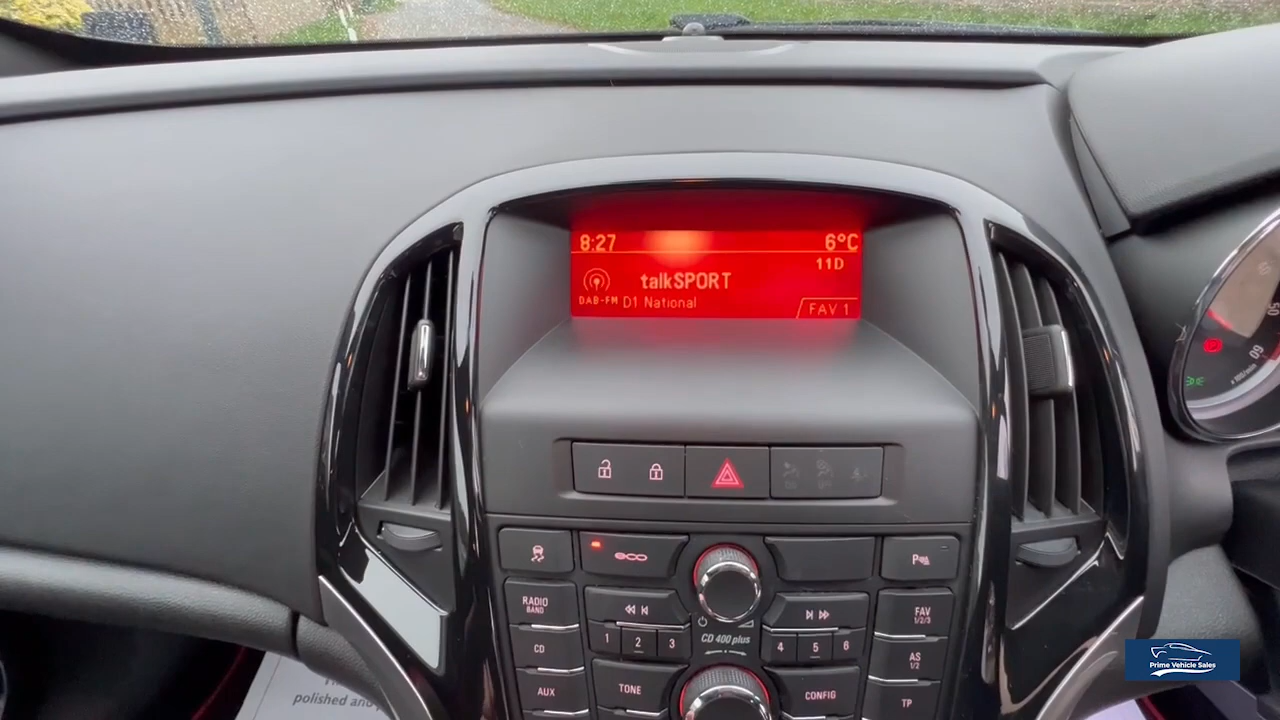 8:27
6°C
11D
talkSPORT
DAB-FM D1 National
FAV 1
eco
P
RADIO
BAND
FAV
1/2/3
1 2 3
CD 400 plus
4 5 6
CD
AS
1/2
AUX
TONE
CONFIG
TP
polished and
Prime Vehicle Sales